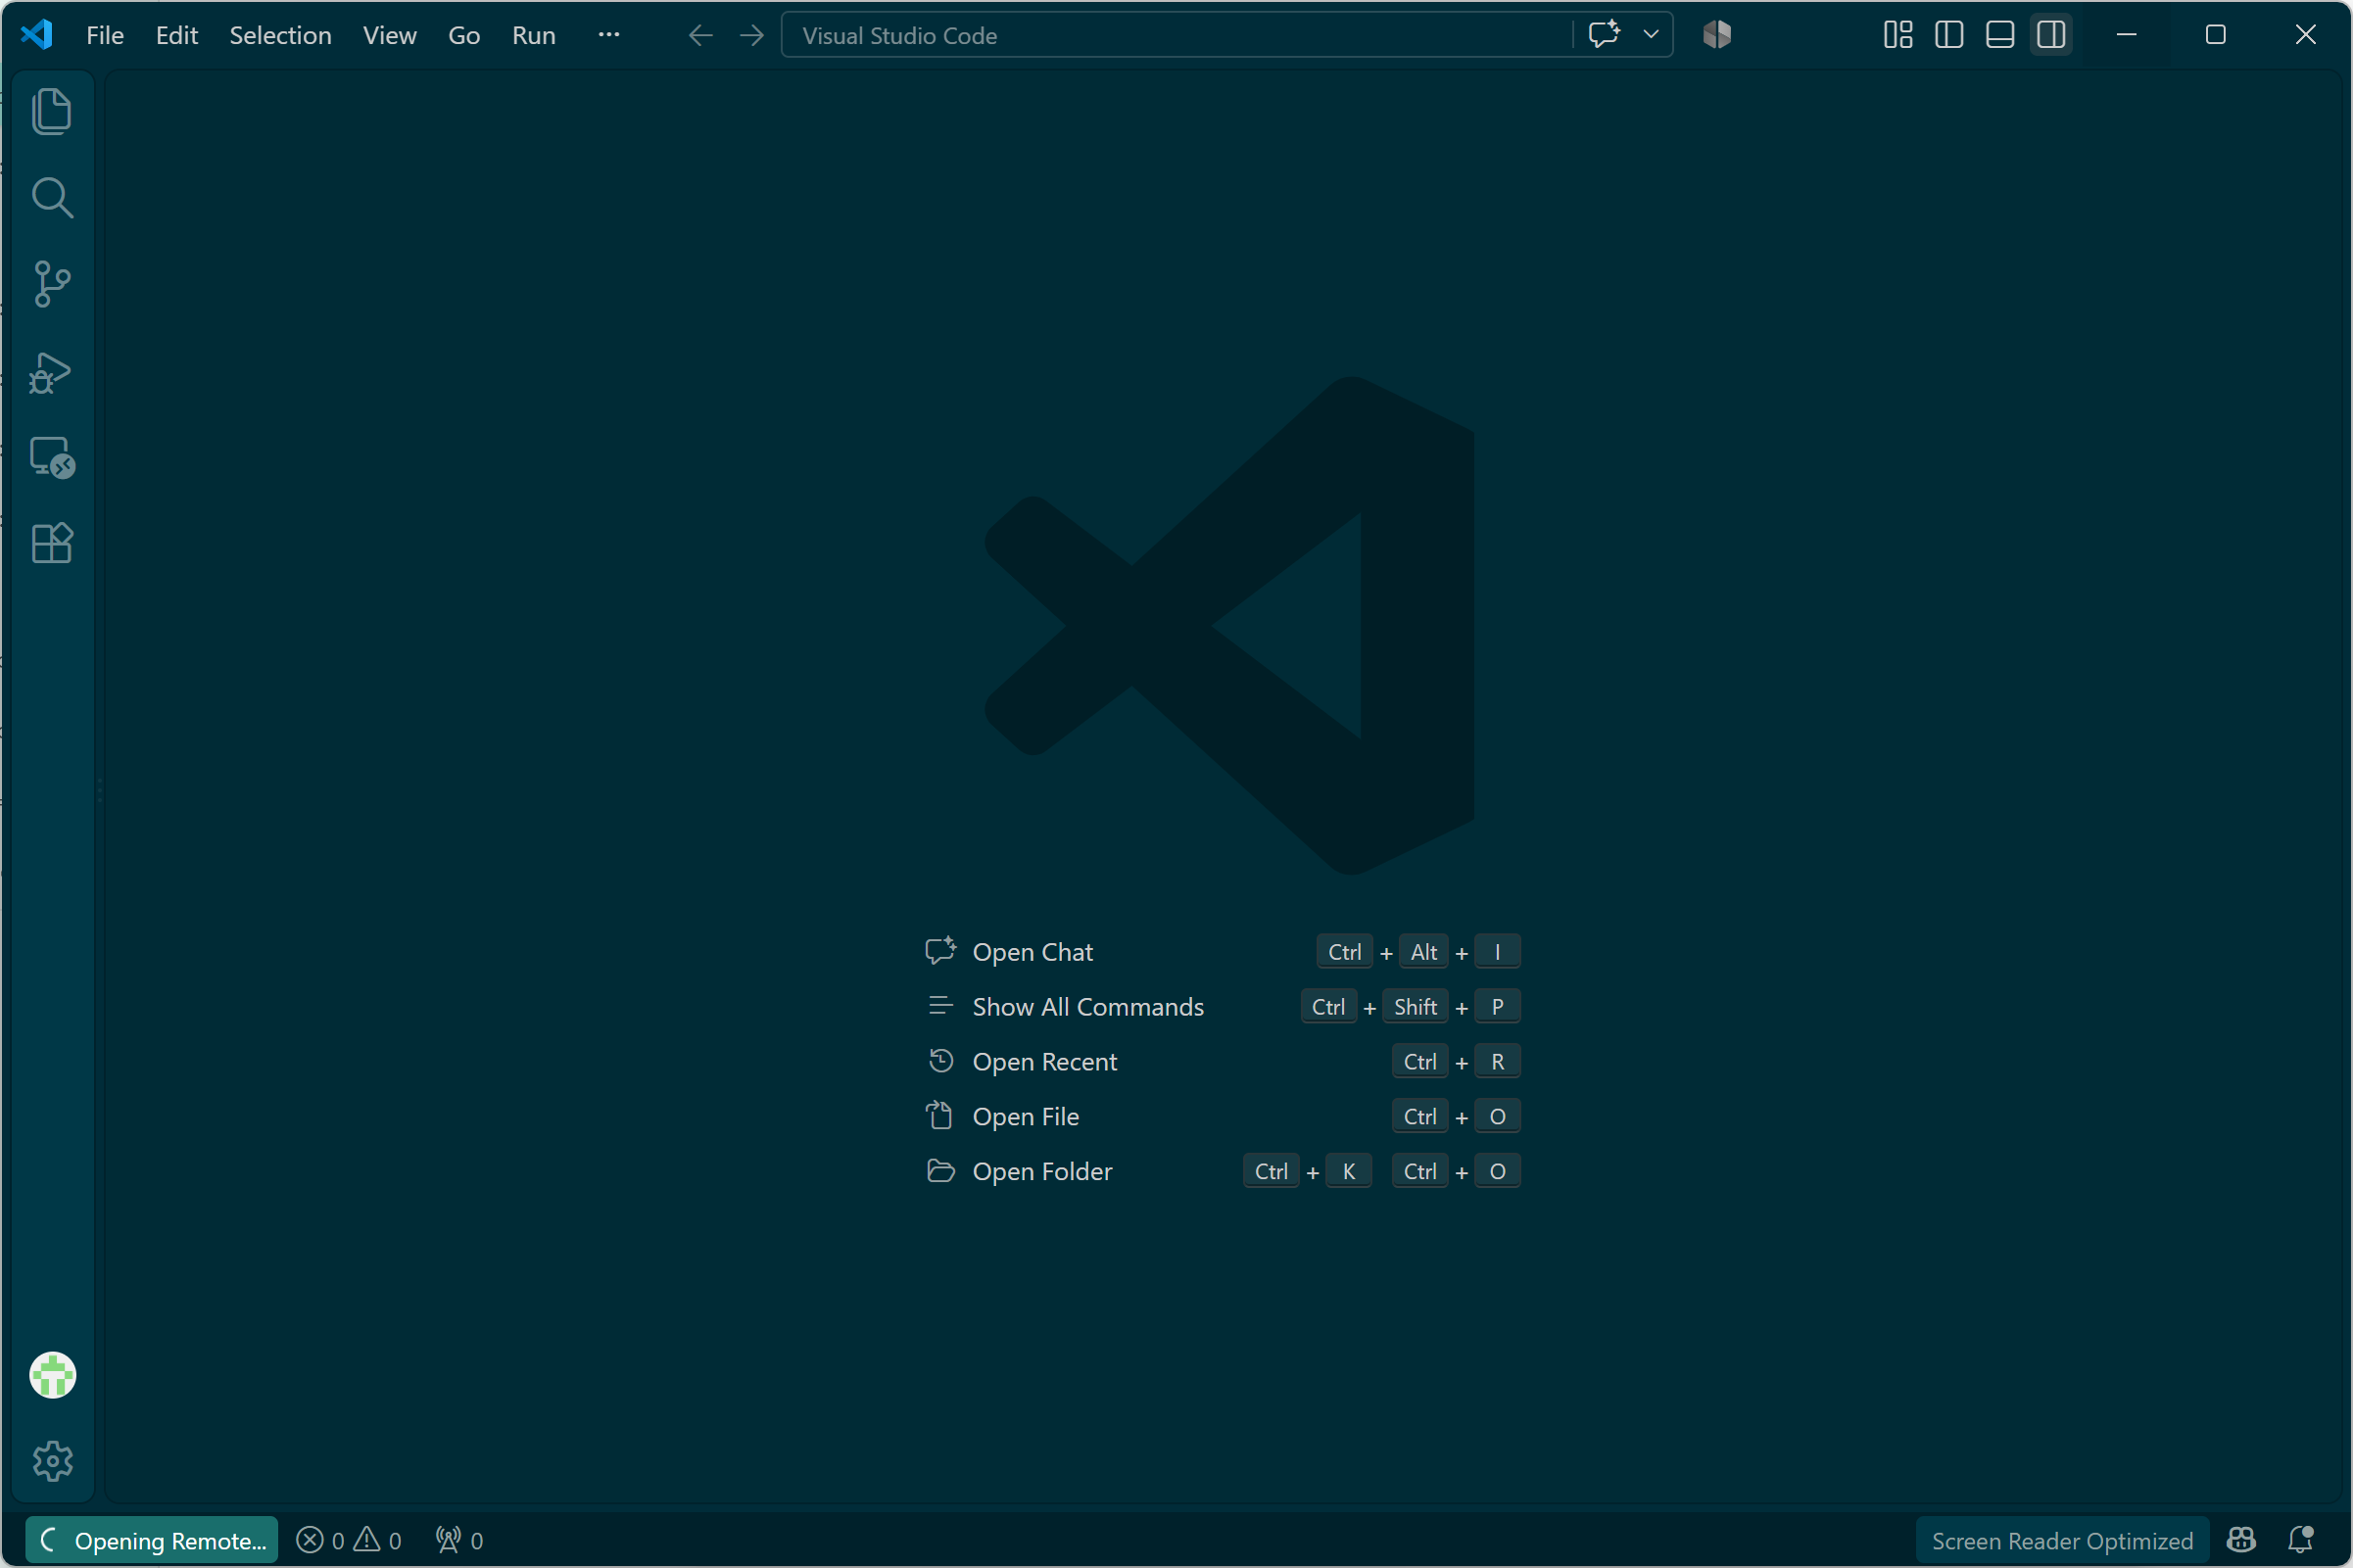 File Edit Selection View Go Run ··· Visual Studio Code
Open Chat Ctrl + Alt + I
Show All Commands Ctrl + Shift + P
Open Recent Ctrl + R
Open File Ctrl + O
Open Folder Ctrl + K Ctrl + O
Opening Remote... 0 0 0 Screen Reader Optimized